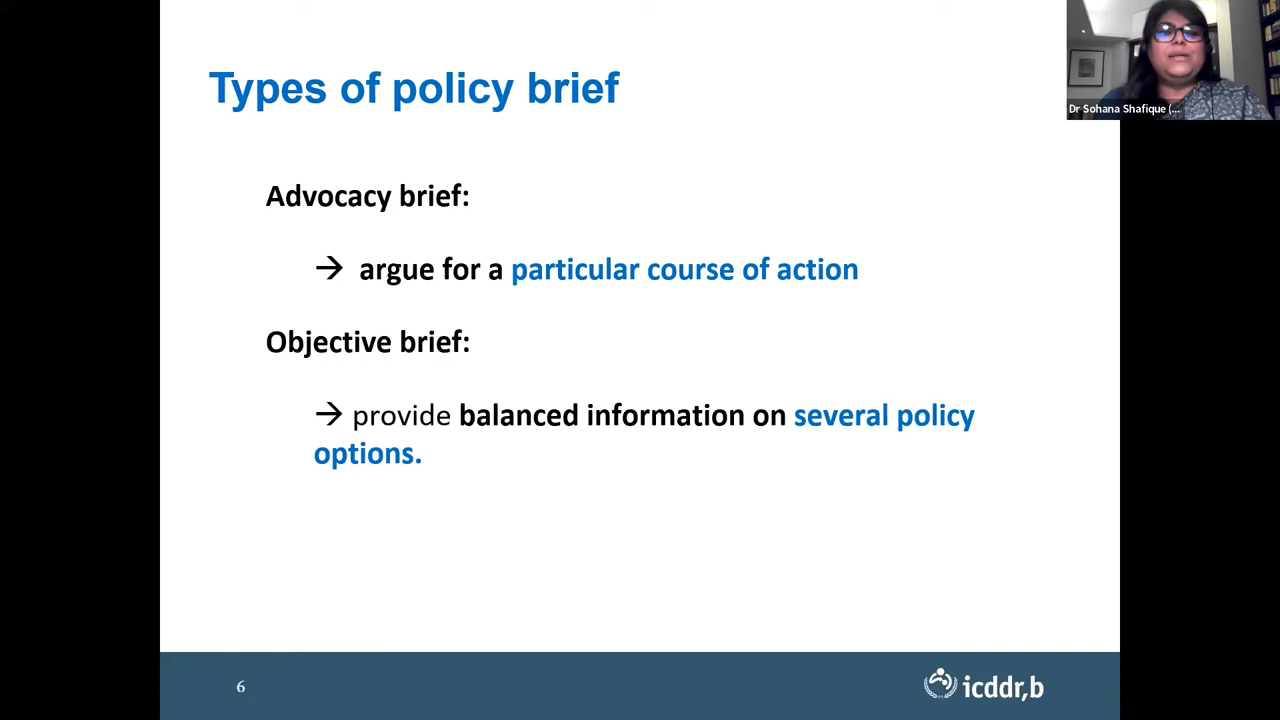 Types of policy brief
Dr Sohana Shafique (...
Advocacy brief:
→ argue for a particular course of action
Objective brief:
→ provide balanced information on several policy
options.
6
icddr,b